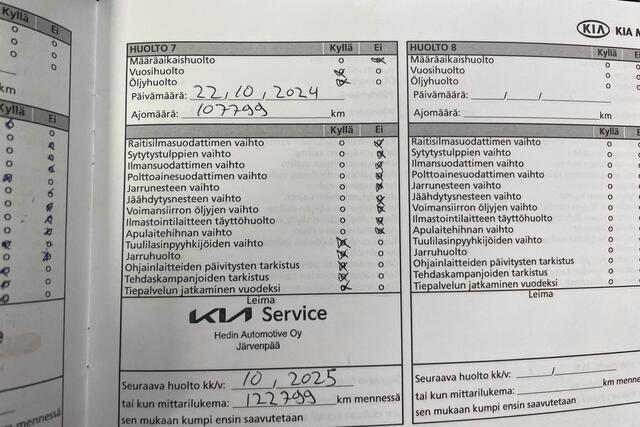 Kyllä Ei
km
Kyllä Ei
mennessä
KIA KIA M
HUOLTO 7 Kyllä Ei
Määräaikaishuolto o
Vuosihuolto o
Öljyhuolto o
Päivämäärä: 22,10,2024
Ajomäärä: 107799 km
Kyllä Ei
Raitisilmasuodattimen vaihto o
Sytytystulppien vaihto o
Ilmansuodattimen vaihto o
Polttoainesuodattimen vaihto o
Jarrunesteen vaihto o
Jäähdytysnesteen vaihto o
Voimansiirron öljyjen vaihto o
Ilmastointilaitteen täyttöhuolto o
Apulaitehihnan vaihto o
Tuulilasinpyyhkijöiden vaihto o
Jarruhuolto o
Ohjainlaitteiden päivitysten tarkistus o
Tehdaskampanjoiden tarkistus o
Tiepalvelun jatkaminen vuodeksi o
Leima
KIA Service
Hedin Automotive Oy
Järvenpää
Seuraava huolto kk/v: 10, 2025
tai kun mittarilukema: 122799 km mennessä
sen mukaan kumpi ensin saavutetaan
HUOLTO 8 Kyllä
Määräaikaishuolto o
Vuosihuolto o
Öljyhuolto o
Päivämäärä: / /
Ajomäärä: km
Kyllä
Raitisilmasuodattimen vaihto o
Sytytystulppien vaihto o
Ilmansuodattimen vaihto o
Polttoainesuodattimen vaihto o
Jarrunesteen vaihto o
Jäähdytysnesteen vaihto o
Voimansiirron öljyjen vaihto o
Ilmastointilaitteen täyttöhuolto o
Apulaitehihnan vaihto o
Tuulilasinpyyhkijöiden vaihto o
Jarruhuolto o
Ohjainlaitteiden päivitysten tarkistus o
Tehdaskampanjoiden tarkistus o
Tiepalvelun jatkaminen vuodeksi o
Leima
Seuraava huolto kk/v: /
tai kun mittarilukema: km menness
sen mukaan kumpi ensin saavutetaan